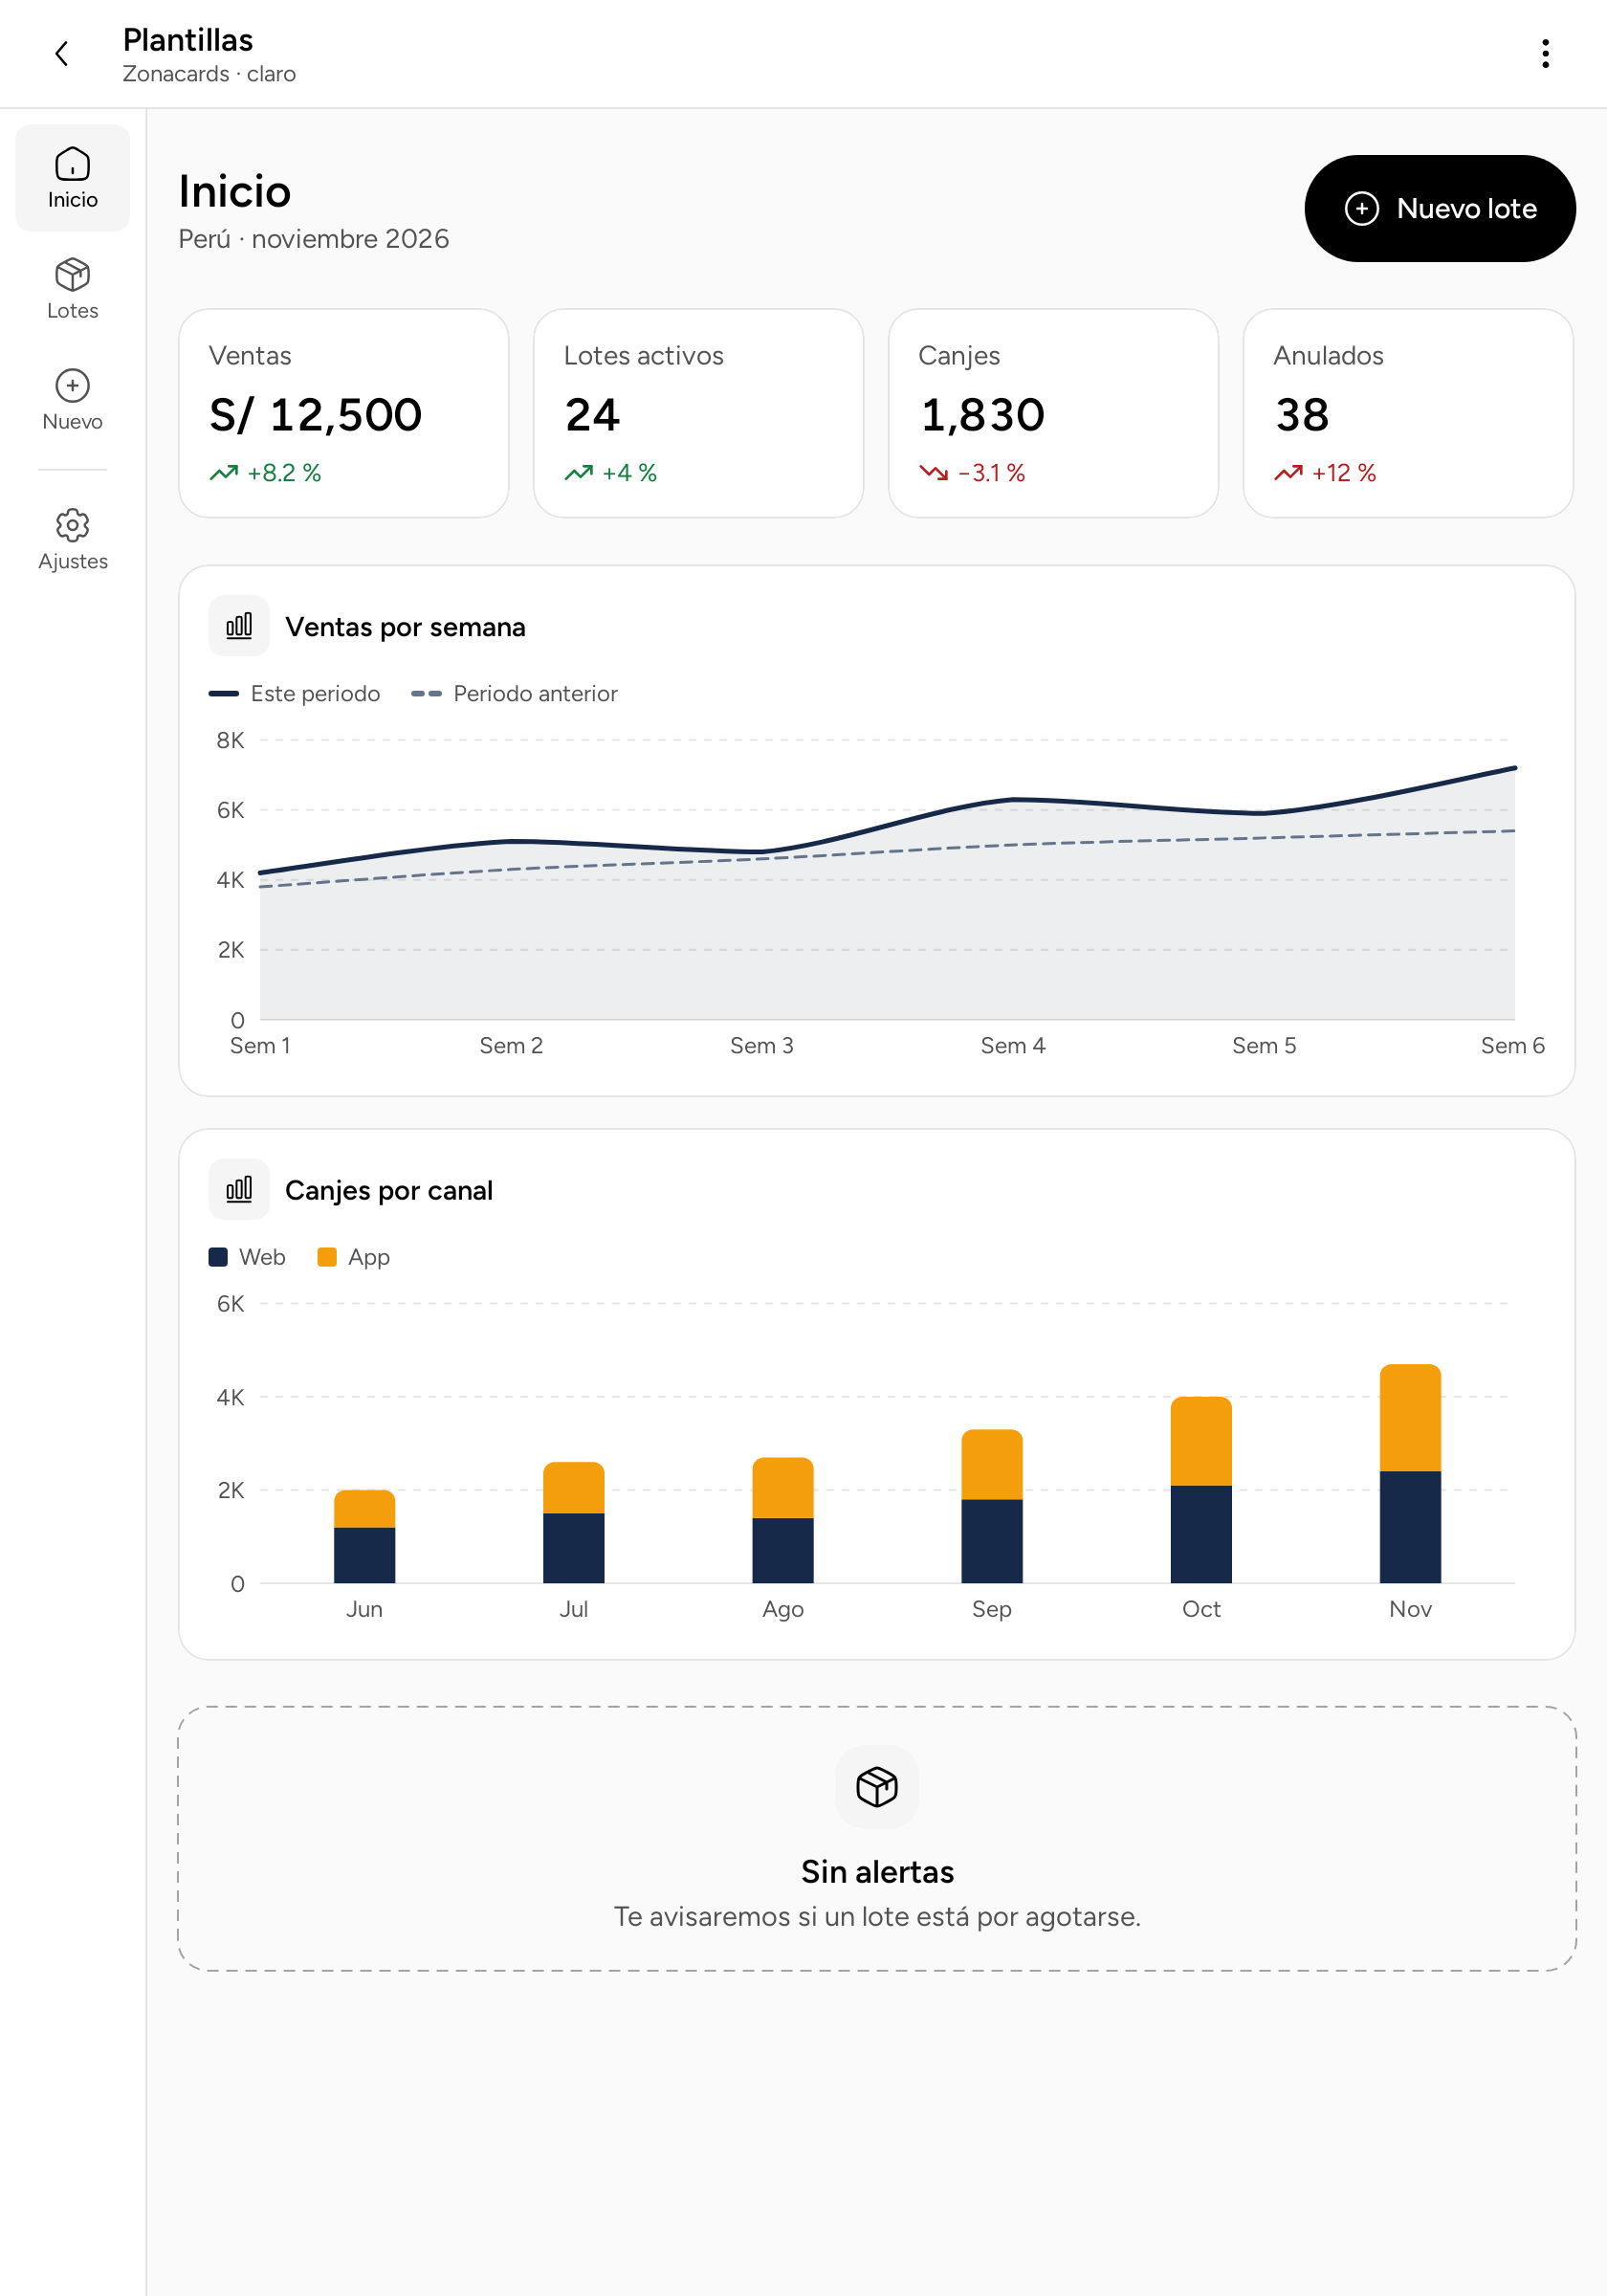 Plantillas
Zonacards · claro
Inicio
Lotes
Nuevo
Ajustes
Inicio
Perú · noviembre 2026
Nuevo lote
Ventas
S/ 12,500
+8.2 %
Lotes activos
24
+4 %
Canjes
1,830
−3.1 %
Anulados
38
+12 %
Ventas por semana
Este periodo
Periodo anterior
8K
6K
4K
2K
0
Sem 1 Sem 2 Sem 3 Sem 4 Sem 5 Sem 6
Canjes por canal
Web
App
6K
4K
2K
0
Jun Jul Ago Sep Oct Nov
Sin alertas
Te avisaremos si un lote está por agotarse.